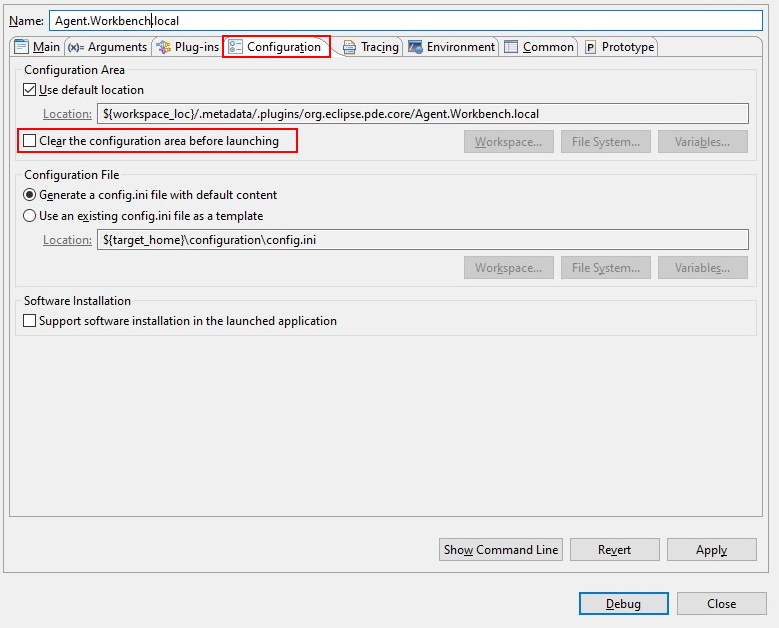 Name: Agent.Workbench.local
Main (x)= Arguments Plug-ins Configuration Tracing Environment Common P Prototype
Configuration Area
Use default location
Location: ${workspace_loc}/.metadata/.plugins/org.eclipse.pde.core/Agent.Workbench.local
Clear the configuration area before launching Workspace... File System... Variables...
Configuration File
Generate a config.ini file with default content
Use an existing config.ini file as a template
Location: ${target_home}\configuration\config.ini
Workspace... File System... Variables...
Software Installation
Support software installation in the launched application
Show Command Line Revert Apply
Debug Close